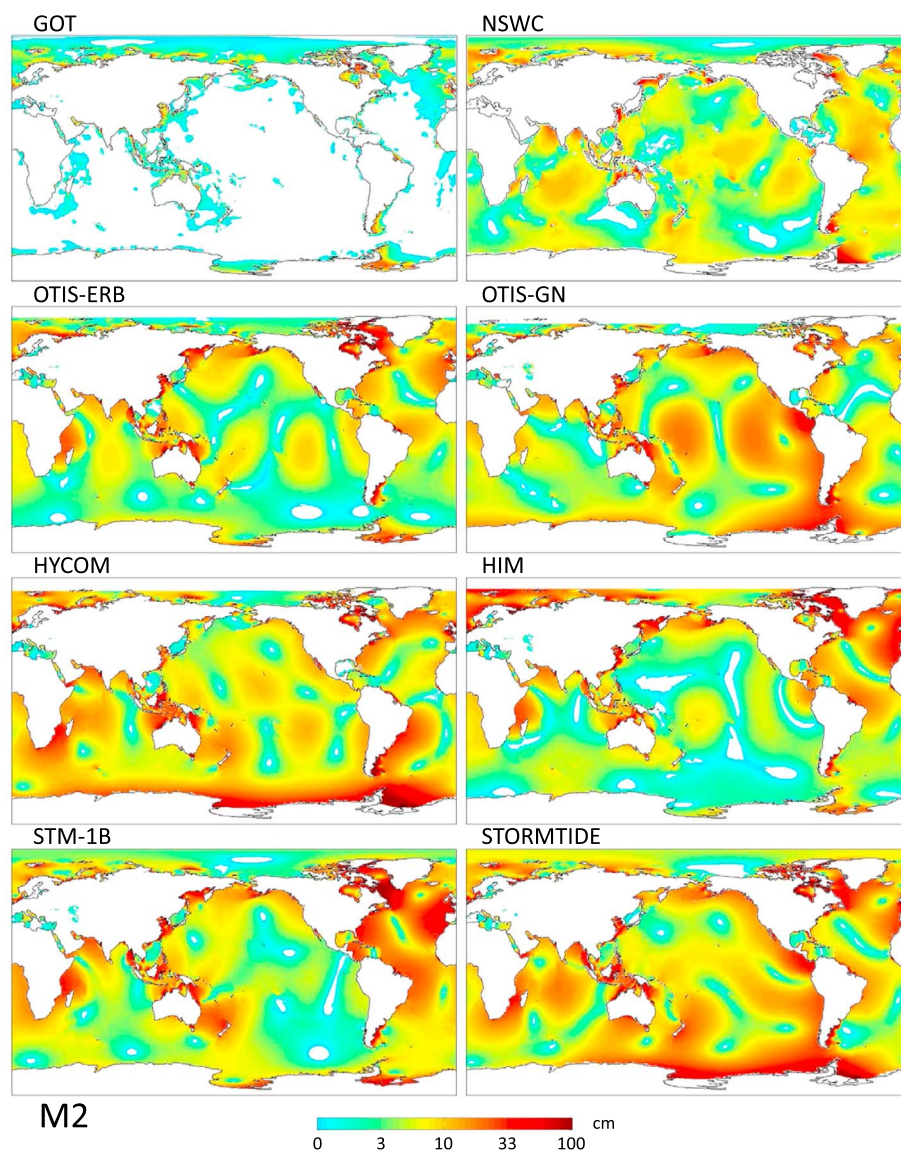 GOT
NSWC
OTIS-ERB
OTIS-GN
HYCOM
HIM
STM-1B
STORMTIDE
M2
cm
0 3 10 33 100